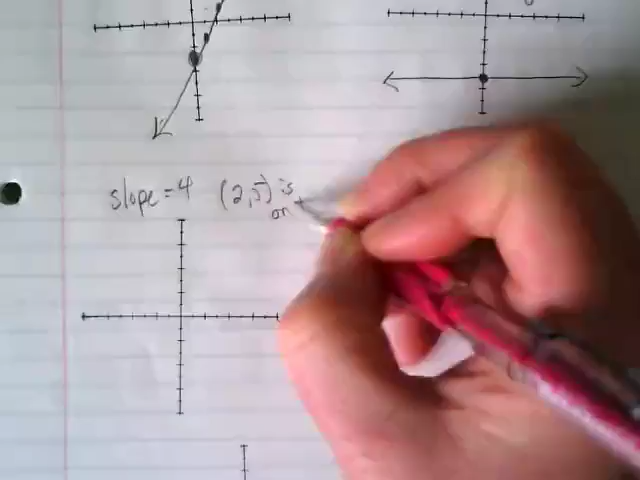 slope = 4 (2,5) is
on